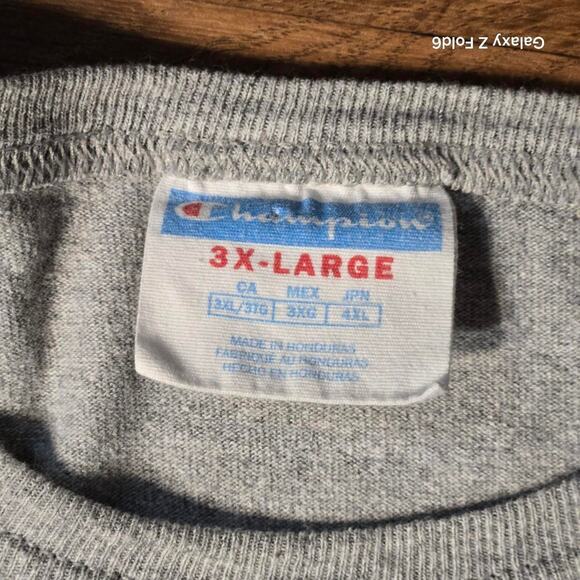 Galaxy Z Fold6
Champion
3X-LARGE
CA MEX JPN
3XL/3TG 3XG 4XL
MADE IN HONDURAS
FABRIQUÉ AU HONDURAS
HECHO EN HONDURAS